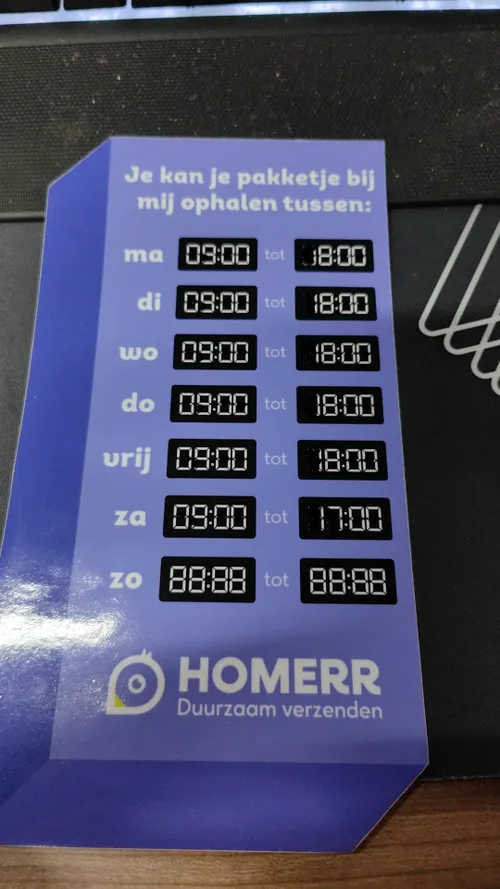 Je kan je pakketje bij
mij ophalen tussen:
ma 09:00 tot 18:00
di 09:00 tot 18:00
wo 09:00 tot 18:00
do 09:00 tot 18:00
vrij 09:00 tot 18:00
za 09:00 tot 17:00
zo 88:88 tot 88:88
HOMERR
Duurzaam verzenden